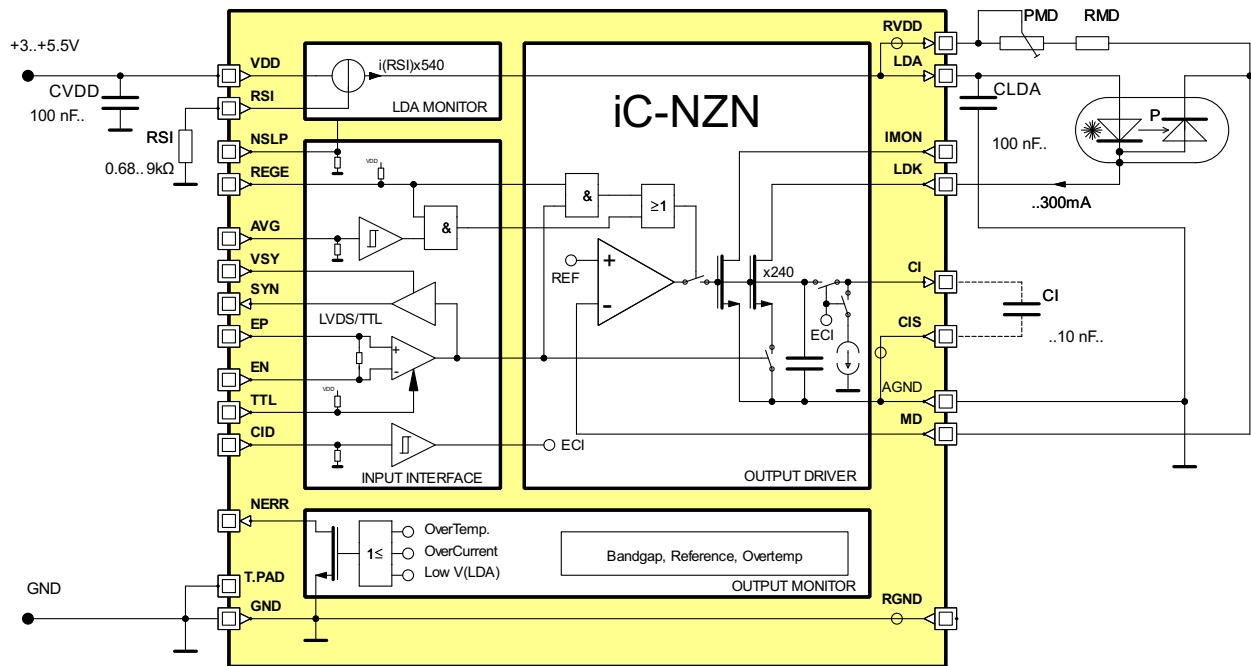 +3..+5.5V
CVDD
100 nF..
RSI
0.68.. 9kΩ
GND
VDD
RSI
NSLP
REGE
AVG
VSY
SYN
EP
EN
TTL
CID
NERR
T.PAD
GND
i(RSI)x540
LDA MONITOR
VDD
&
LVDS/TTL
+
-
VDD
ECI
INPUT INTERFACE
iC-NZN
&
≥1
REF
+
-
x240
ECI
OUTPUT DRIVER
1≤
OverTemp.
OverCurrent
Low V(LDA)
Bandgap, Reference, Overtemp
OUTPUT MONITOR
RVDD
LDA
IMON
LDK
CI
CIS
AGND
MD
RGND
PMD
RMD
CLDA
100 nF..
P
..300mA
CI
..10 nF..